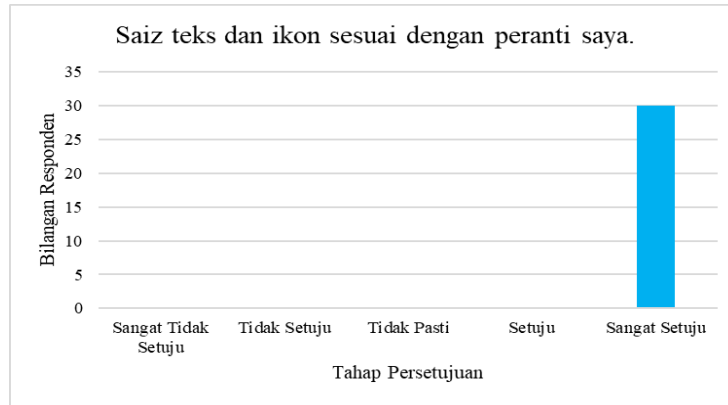 Saiz teks dan ikon sesuai dengan peranti saya.
35
30
25
20
15
10
5
0
Bilangan Responden
Sangat Tidak
Setuju
Tidak Setuju
Tidak Pasti
Setuju
Sangat Setuju
Tahap Persetujuan